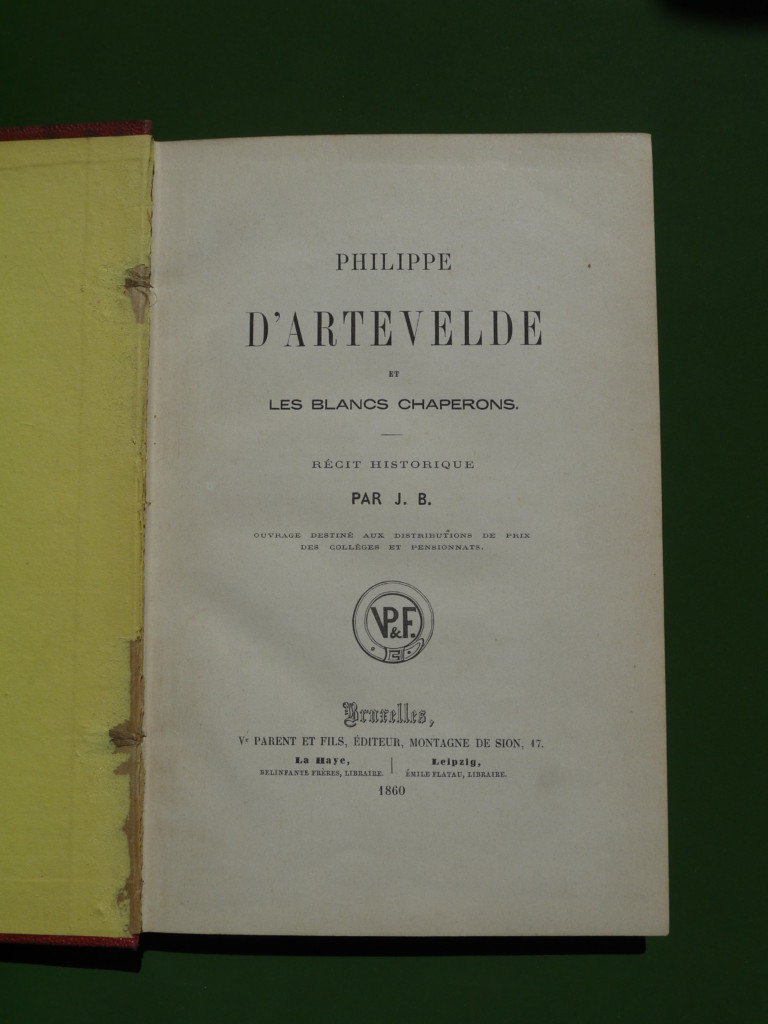 PHILIPPE
D'ARTEVELDE
ET
LES BLANCS CHAPERONS.
RÉCIT HISTORIQUE
PAR J. B.
OUVRAGE DESTINÉ AUX DISTRIBUTIONS DE PRIX
DES COLLÉGES ET PENSIONNATS.
VP&F.
Bruxelles,
Ve PARENT ET FILS, ÉDITEUR, MONTAGNE DE SION, 17.
La Haye,
BELINFANTE FRÈRES, LIBRAIRE.
Leipzig,
ÉMILE FLATAU, LIBRAIRE.
1860